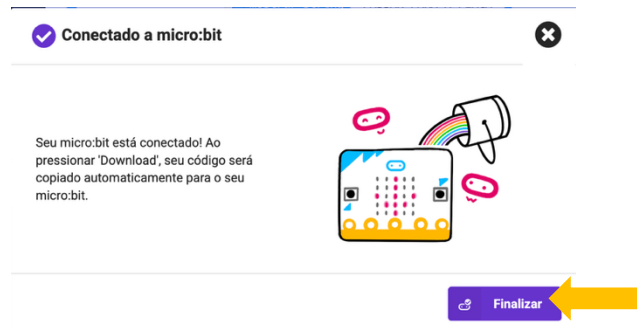 Conectado a micro:bit
Seu micro:bit está conectado! Ao
pressionar 'Download', seu código será
copiado automaticamente para o seu
micro:bit.
Finalizar